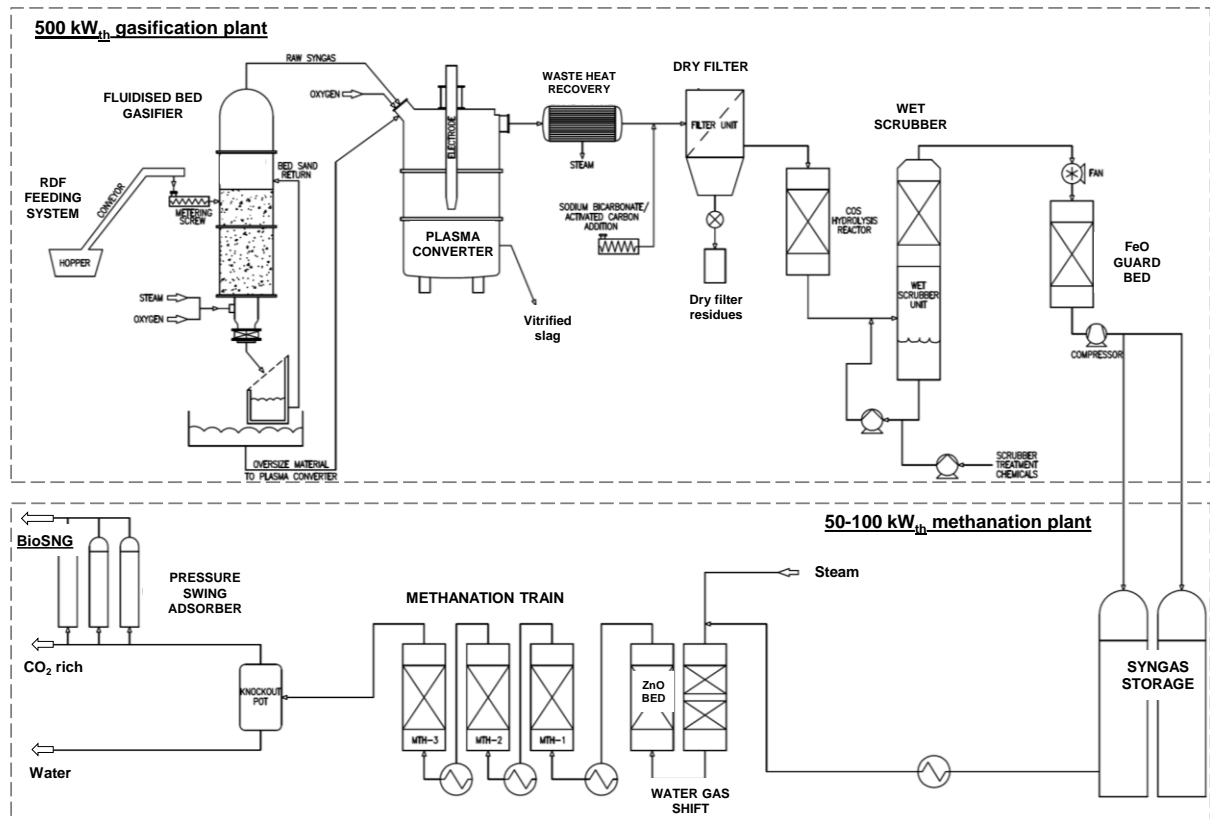 500 kWth gasification plant
RAW SYNGAS
OXYGEN
FLUIDISED BED
GASIFIER
RDF
FEEDING
SYSTEM
CONVEYOR
HOPPER
METERING
SCREW
BED SAND
RETURN
STEAM
OXYGEN
OVERSIZE MATERIAL
TO PLASMA CONVERTER
ELECTRODE
PLASMA
CONVERTER
Vitrified
slag
WASTE HEAT
RECOVERY
STEAM
SODIUM BICARBONATE/
ACTIVATED CARBON
ADDITION
DRY FILTER
FILTER UNIT
Dry filter
residues
COS
HYDROLYSIS
REACTOR
WET
SCRUBBER
WET
SCRUBBER
UNIT
SCRUBBER
TREATMENT
CHEMICALS
FAN
FeO
GUARD
BED
COMPRESSOR
50-100 kWth methanation plant
BioSNG
PRESSURE
SWING
ADSORBER
CO2 rich
KNOCKOUT
POT
Water
METHANATION TRAIN
MTH-3
MTH-2
MTH-1
ZnO
BED
WATER GAS
SHIFT
Steam
SYNGAS
STORAGE